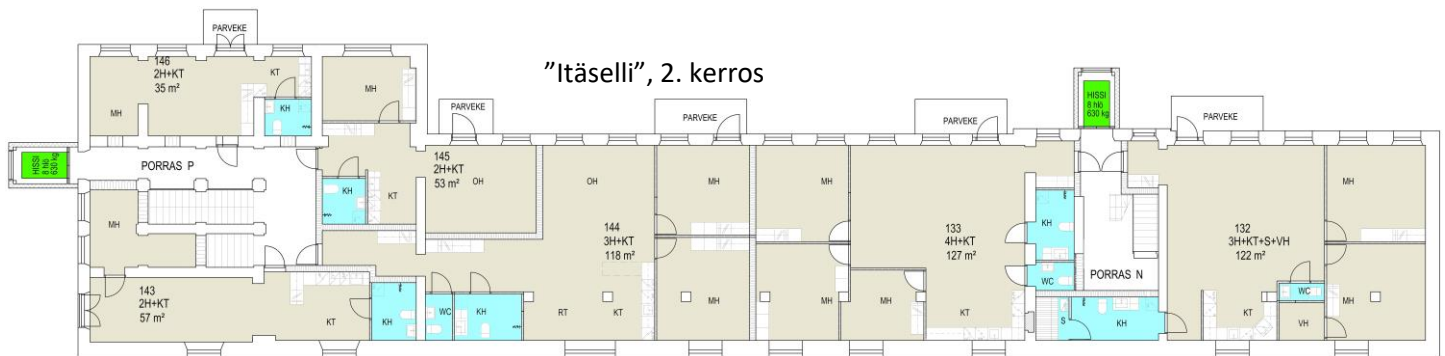 ”Itäselli”, 2. kerros
PARVEKE
146
2H+KT
35 m²
KT
MH
KH
MH
HISSI
8 hlö
630 kg
PORRAS P
MH
143
2H+KT
57 m²
KT
KH
KH
KT
PARVEKE
145
2H+KT
53 m²
OH
OH
144
3H+KT
118 m²
WC
KH
RT
KT
PARVEKE
MH
MH
MH
MH
MH
PARVEKE
133
4H+KT
127 m²
KT
HISSI
8 hlö
630 kg
KH
WC
PORRAS N
S
KH
PARVEKE
132
3H+KT+S+VH
122 m²
WC
KT
VH
MH
MH